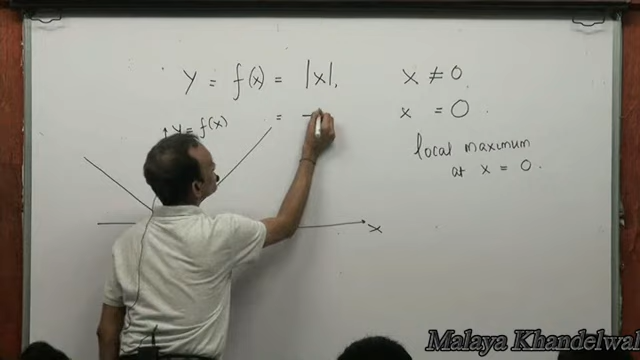 y = f(x) = |x|, x ≠ 0
= x = 0
y = f(x)
local maximum
at x = 0.
x
Malaya Khandelwal